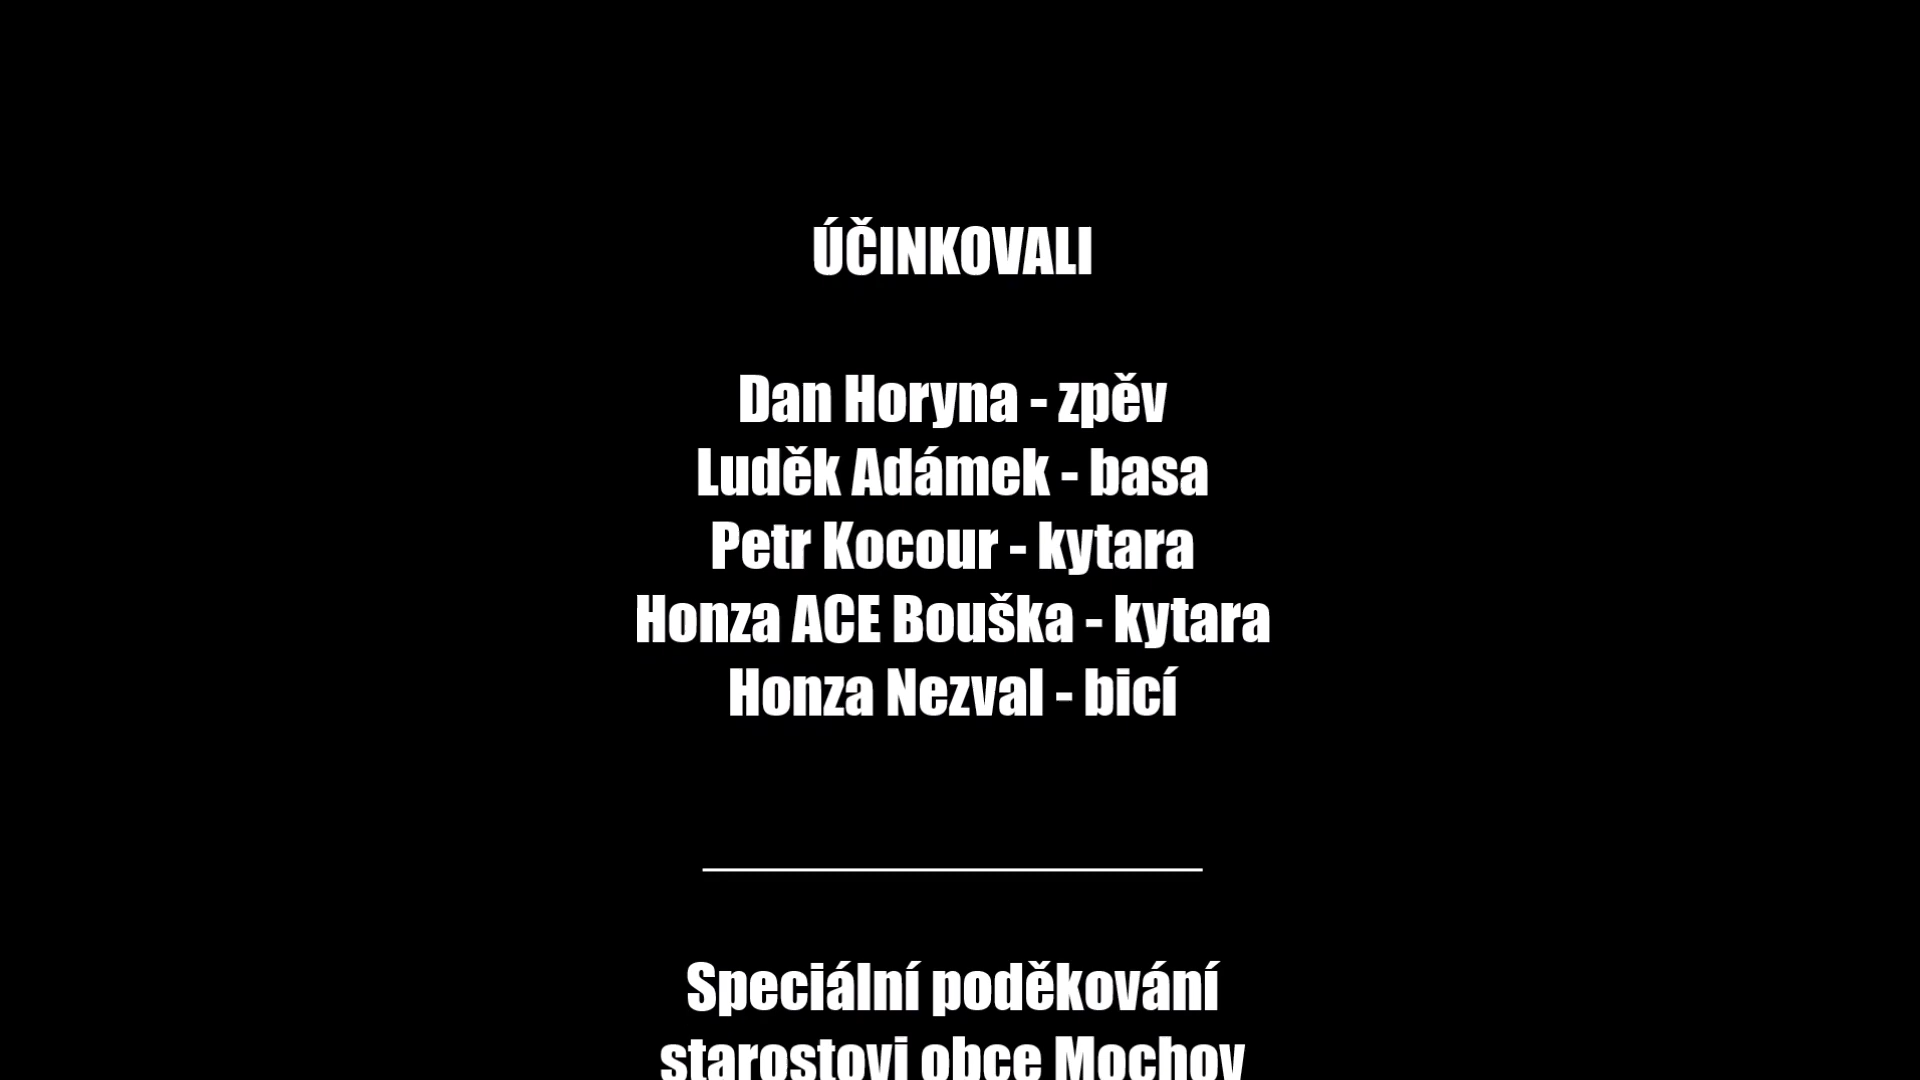 ÚČINKOVALI
Dan Horyna - zpěv
Luděk Adámek - basa
Petr Kocour - kytara
Honza ACE Bouška - kytara
Honza Nezval - bicí
Speciální poděkování
starostovi obce Mochov